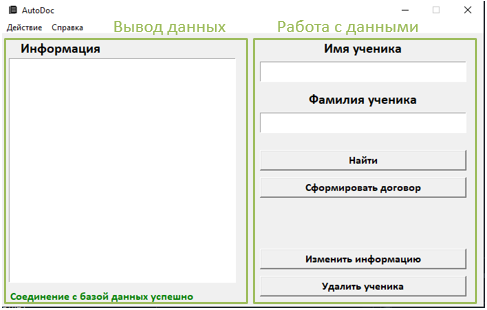 AutoDoc
Действие Справка
Вывод данных
Работа с данными
Информация
Соединение с базой данных успешно
Имя ученика
Фамилия ученика
Найти
Сформировать договор
Изменить информацию
Удалить ученика